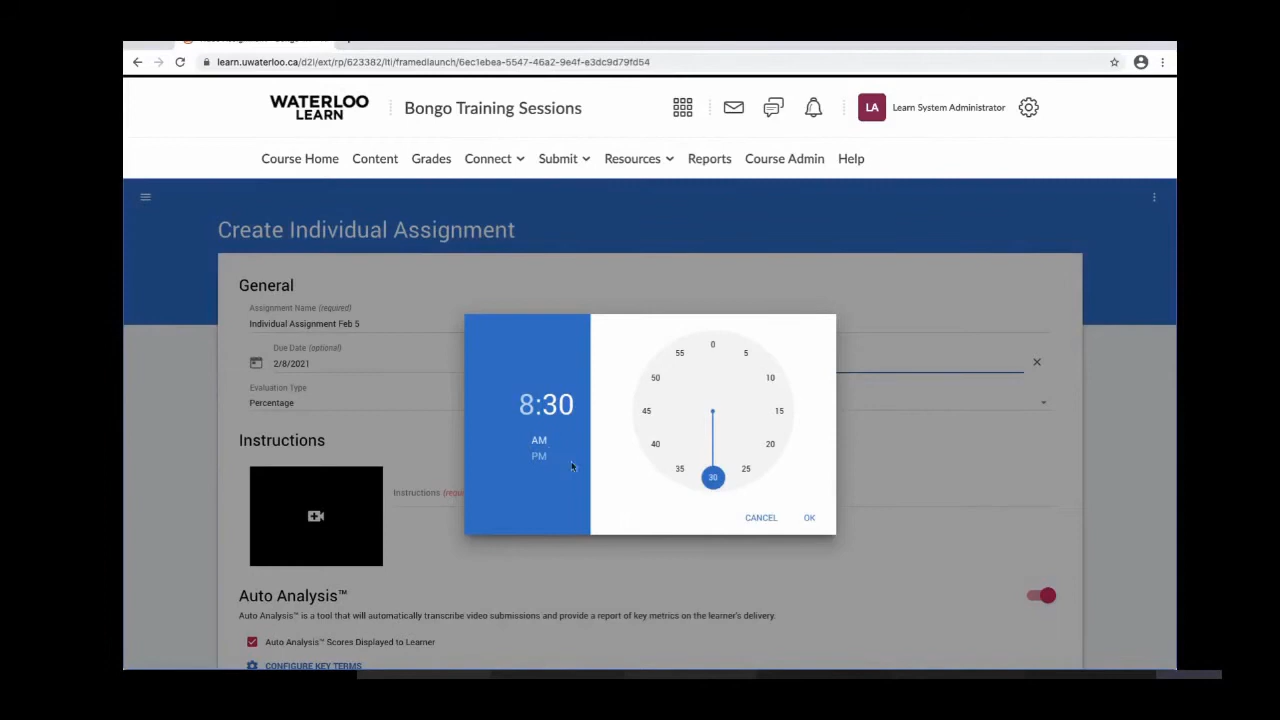 learn.uwaterloo.ca/d2l/ext/rp/623382/lti/framedlaunch/6ec1ebea-5547-46a2-9e4f-e3dc9d79fd54
WATERLOO
LEARN
Bongo Training Sessions
LA
Learn System Administrator
Course Home Content Grades Connect Submit Resources Reports Course Admin Help
Create Individual Assignment
General
Assignment Name (required)
Individual Assignment Feb 5
Due Date (optional)
2/8/2021
Evaluation Type
Percentage
Instructions
Instructions
8:30
AM
PM
0
55 5
50 10
45 15
40 20
35 25
30
CANCEL OK
Auto Analysis™
Auto Analysis™ is a tool that will automatically transcribe video submissions and provide a report of key metrics on the learner's delivery.
Auto Analysis™ Scores Displayed to Learner
CONFIGURE KEY TERMS